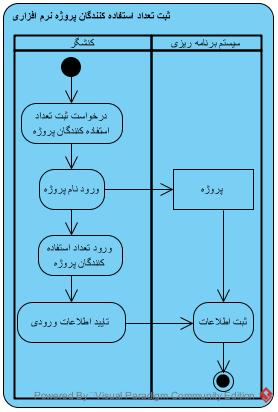 ثبت تعداد استفاده کنندگان پروژه نرم افزاری
کنشگر
سیستم برنامه ریزی
درخواست ثبت تعداد
استفاده کنندگان پروژه
ورود نام پروژه
پروژه
ورود تعداد استفاده
کنندگان پروژه
تایید اطلاعات ورودی
ثبت اطلاعات
Powered By Visual Paradigm Community Edition